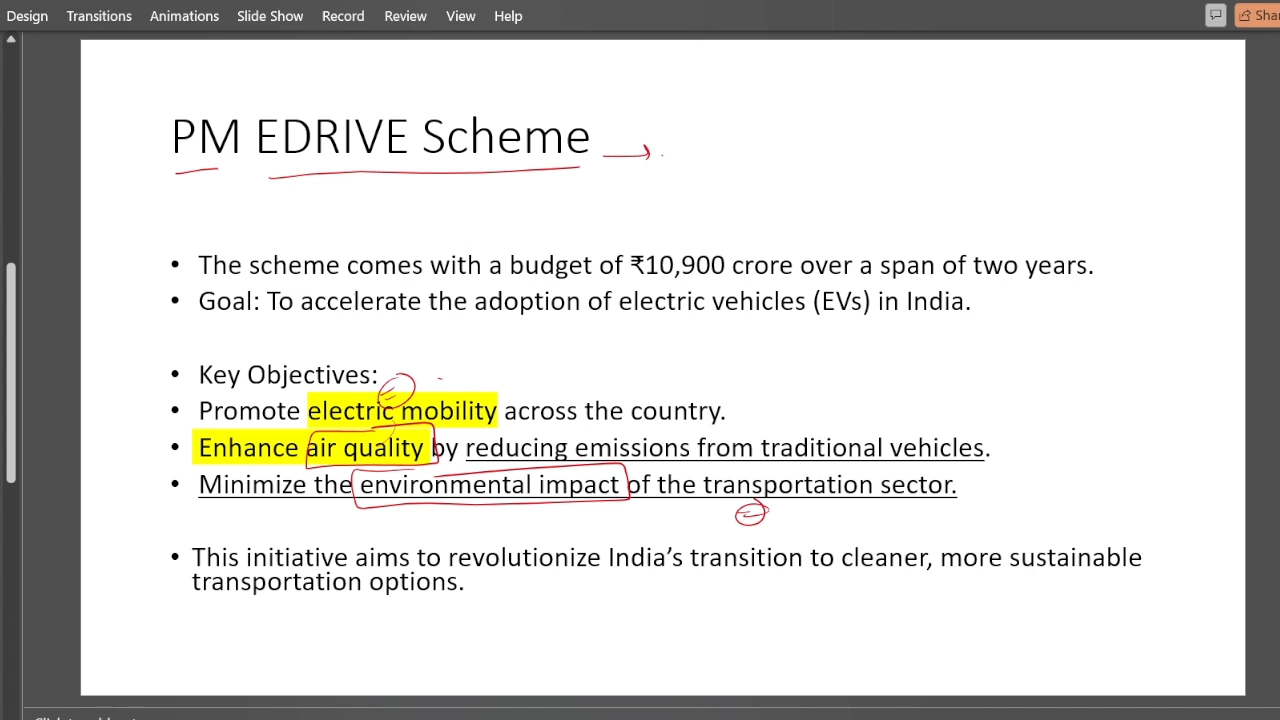 Design Transitions Animations Slide Show Record Review View Help
PM EDRIVE Scheme
• The scheme comes with a budget of ₹10,900 crore over a span of two years.
• Goal: To accelerate the adoption of electric vehicles (EVs) in India.
• Key Objectives:
• Promote electric mobility across the country.
• Enhance air quality by reducing emissions from traditional vehicles.
• Minimize the environmental impact of the transportation sector.
• This initiative aims to revolutionize India’s transition to cleaner, more sustainable
transportation options.